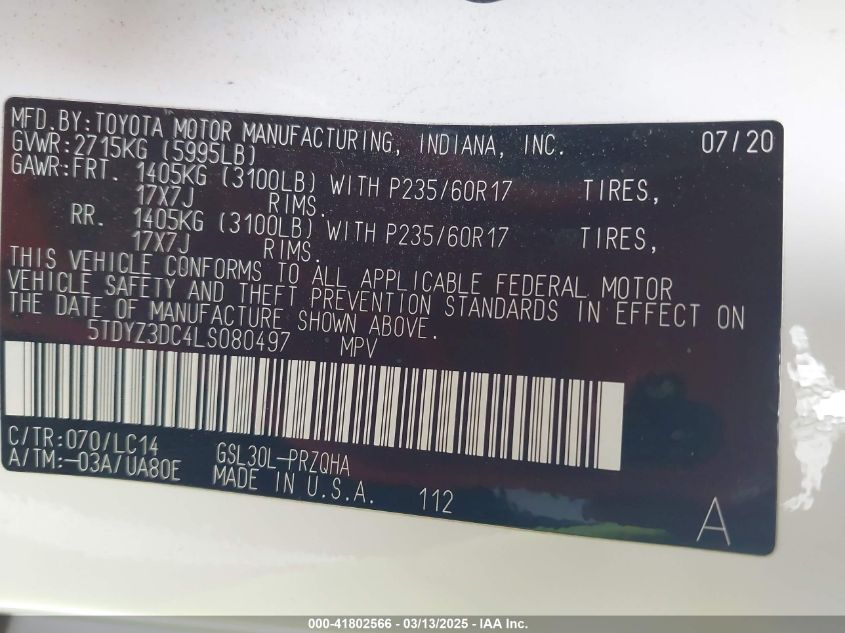 MFD.BY:TOYOTA MOTOR MANUFACTURING, INDIANA, INC. 07/20
GVWR:2715KG (5995LB)
GAWR:FRT. 1405KG (3100LB) WITH P235/60R17 TIRES,
17X7J RIMS.
RR. 1405KG (3100LB) WITH P235/60R17 TIRES,
17X7J RIMS.
THIS VEHICLE CONFORMS TO ALL APPLICABLE FEDERAL MOTOR
VEHICLE SAFETY AND THEFT PREVENTION STANDARDS IN EFFECT ON
THE DATE OF MANUFACTURE SHOWN ABOVE.
5TDYZ3DC4LS080497 MPV
C/TR:070/LC14 GSL30L-PRZQHA
A/TM:-03A/UA80E MADE IN U.S.A. 112
A
000-41802566 - 03/13/2025 - IAA Inc.